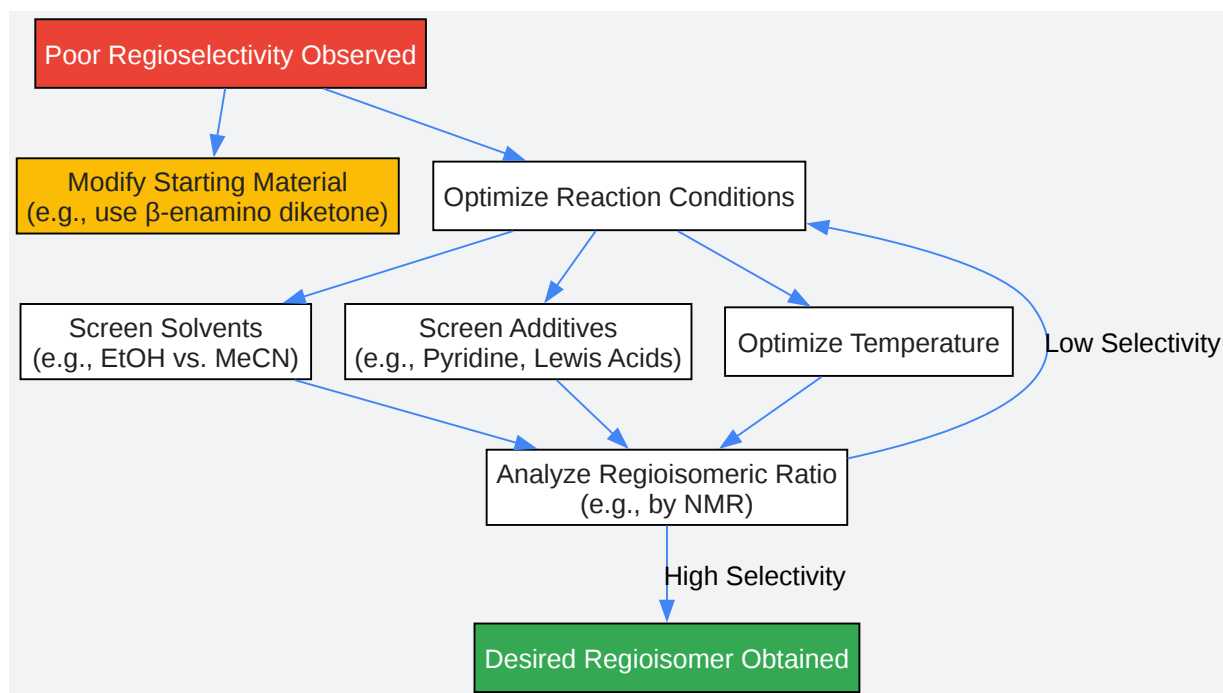 Poor Regioselectivity Observed
Modify Starting Material
(e.g., use β-enamino diketone)
Optimize Reaction Conditions
Screen Solvents
(e.g., EtOH vs. MeCN)
Screen Additives
(e.g., Pyridine, Lewis Acids)
Optimize Temperature
Low Selectivity
Analyze Regioisomeric Ratio
(e.g., by NMR)
High Selectivity
Desired Regioisomer Obtained